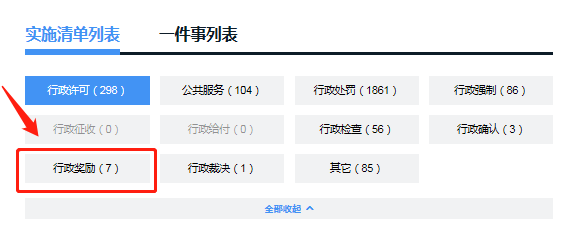 实施清单列表 一件事列表
行政许可（298） 公共服务（104） 行政处罚（1861） 行政强制（86）
行政征收（0） 行政给付（0） 行政检查（56） 行政确认（3）
行政奖励（7） 行政裁决（1） 其它（85）
全部收起